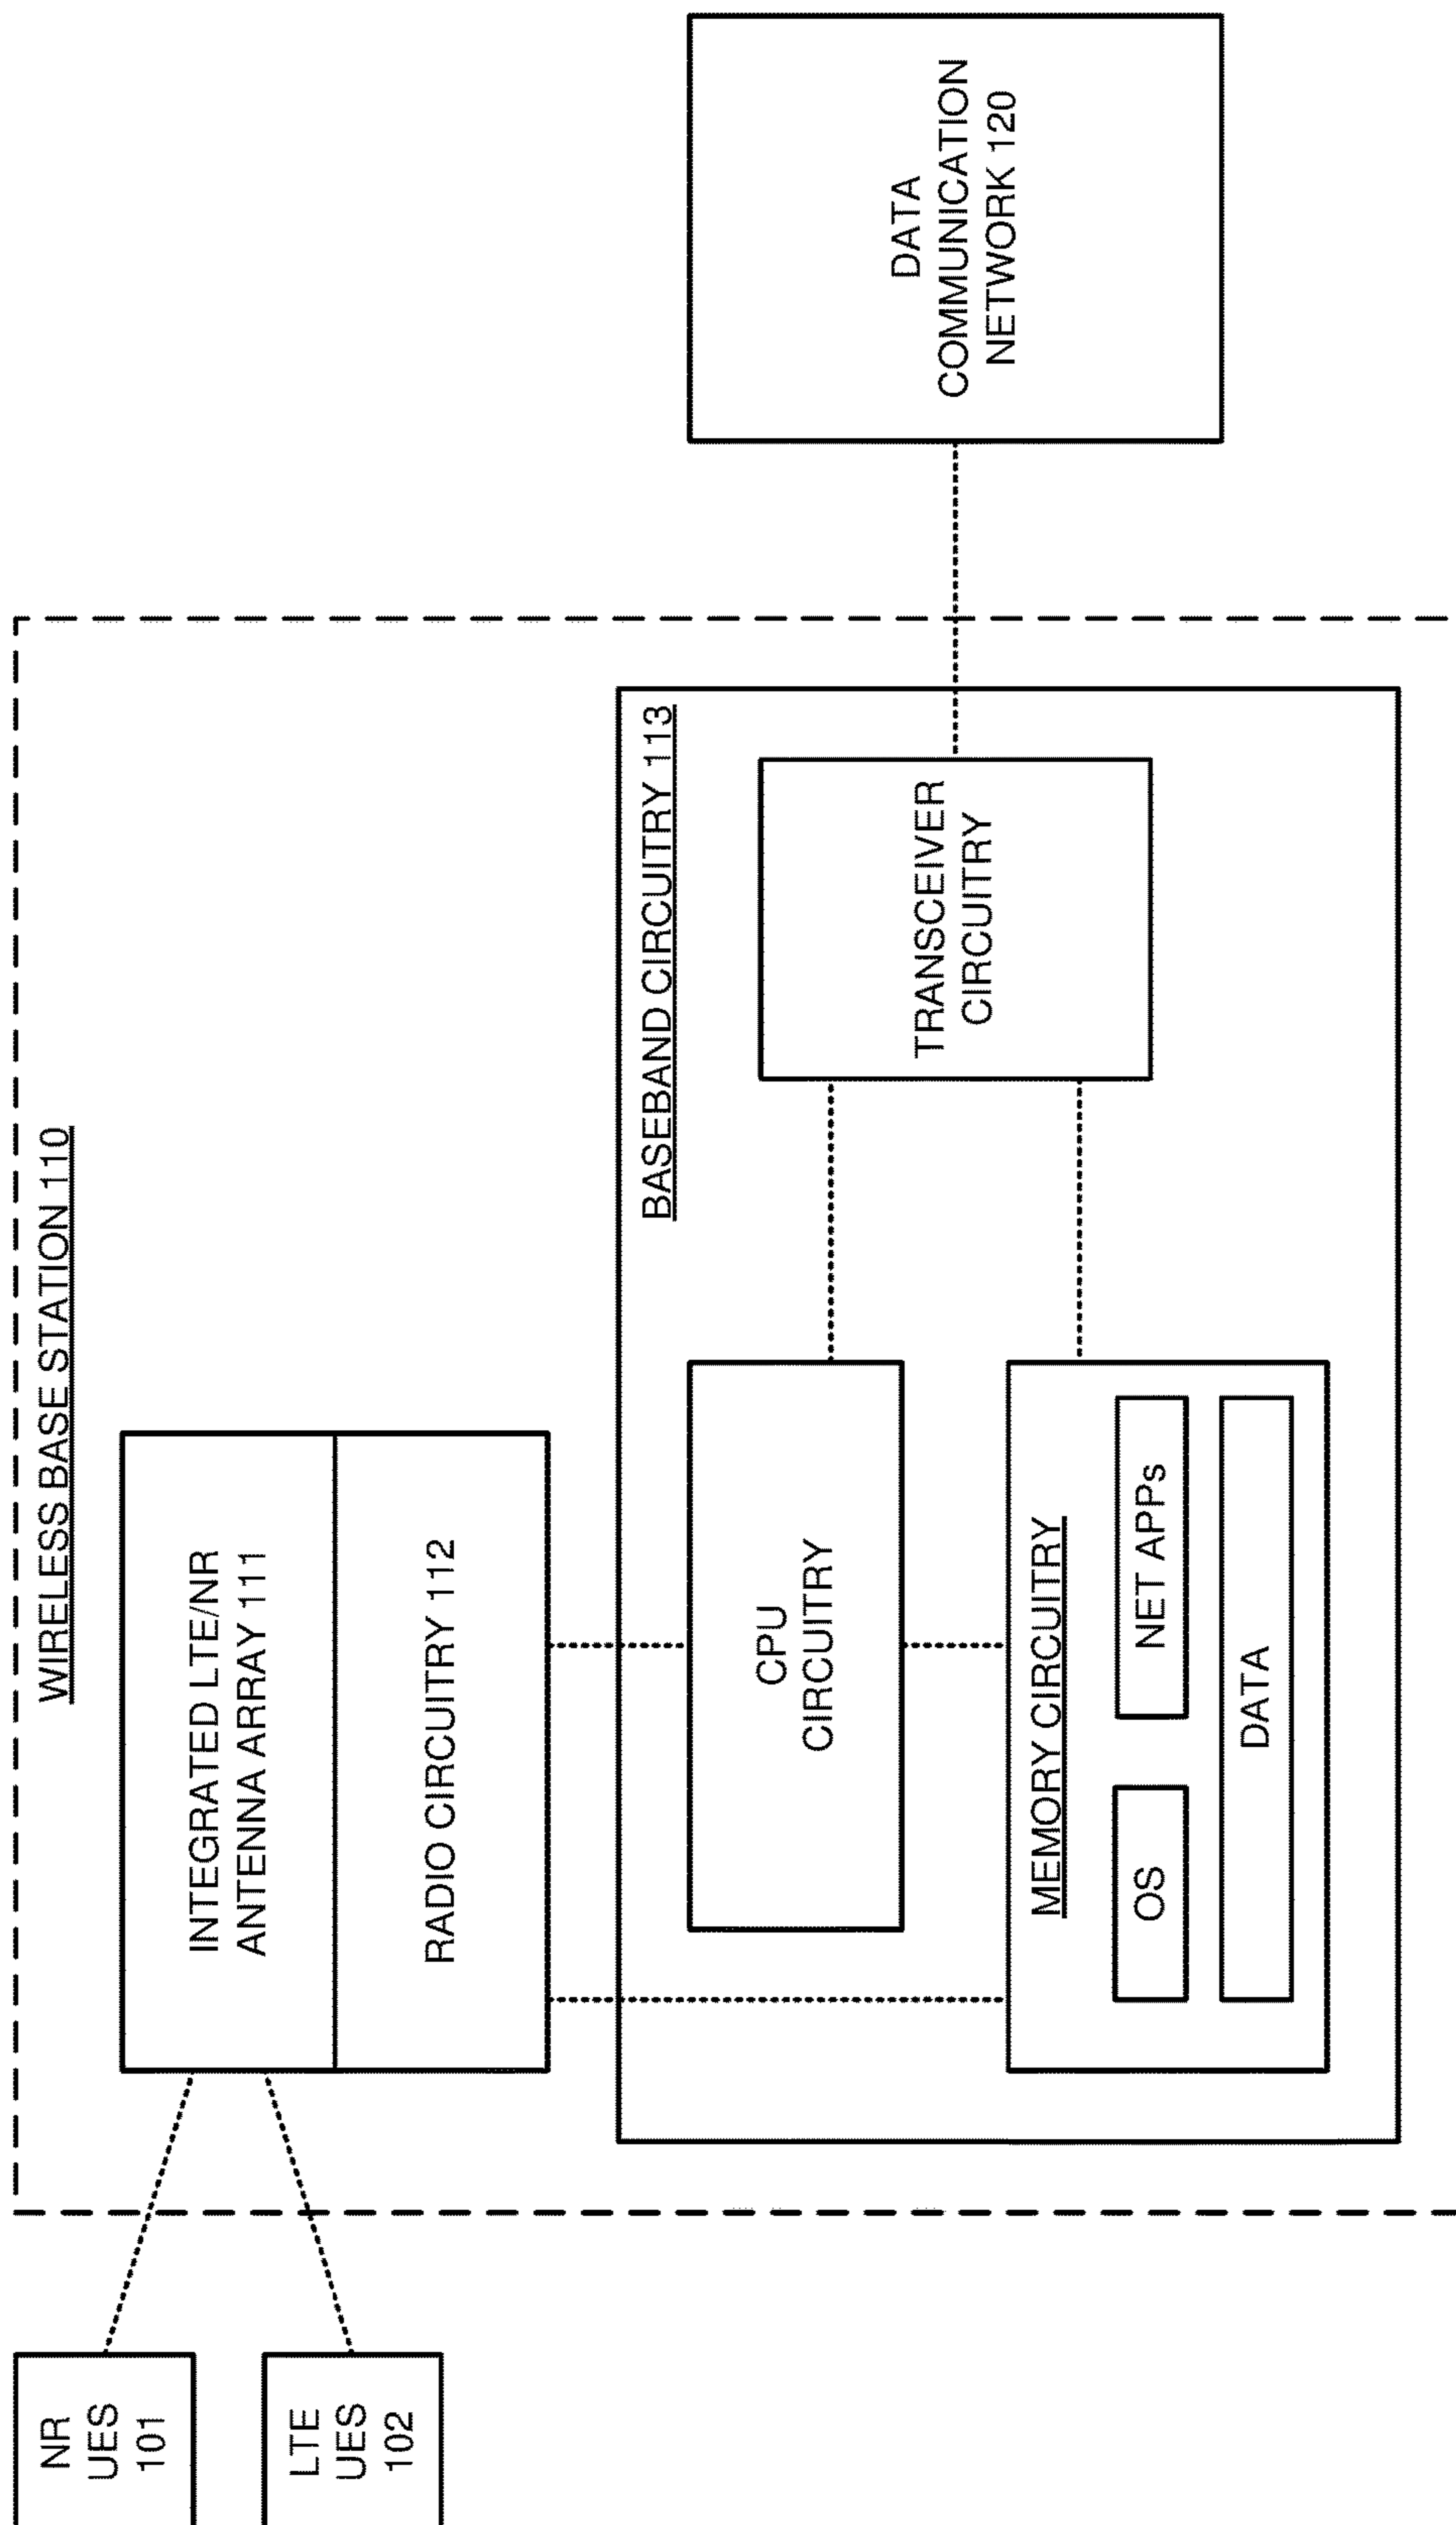 WIRELESS BASE STATION 110
NR
UES
101
LTE
UES
102
INTEGRATED LTE/NR
ANTENNA ARRAY 111
RADIO CIRCUITRY 112
BASEBAND CIRCUITRY 113
CPU
CIRCUITRY
MEMORY CIRCUITRY
OS
NET APPs
DATA
TRANSCEIVER
CIRCUITRY
DATA
COMMUNICATION
NETWORK 120